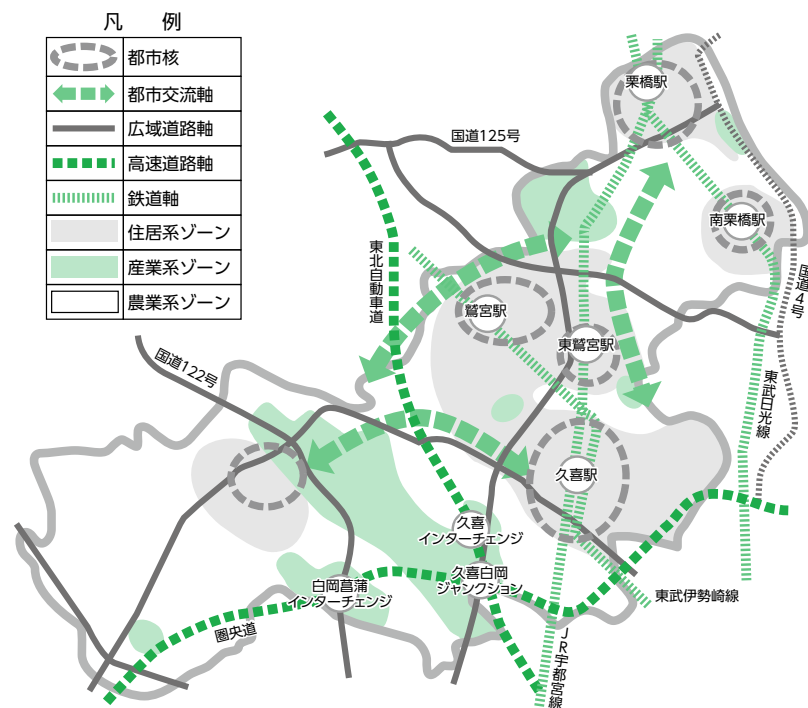 凡　例
都市核
都市交流軸
広域道路軸
高速道路軸
鉄道軸
住居系ゾーン
産業系ゾーン
農業系ゾーン
栗橋駅
国道125号
南栗橋駅
国道4号
東北自動車道
鷲宮駅
東鷲宮駅
国道122号
東武日光線
久喜駅
久喜
インターチェンジ
久喜白岡
ジャンクション
白岡菖蒲
インターチェンジ
東武伊勢崎線
圏央道
JR宇都宮線